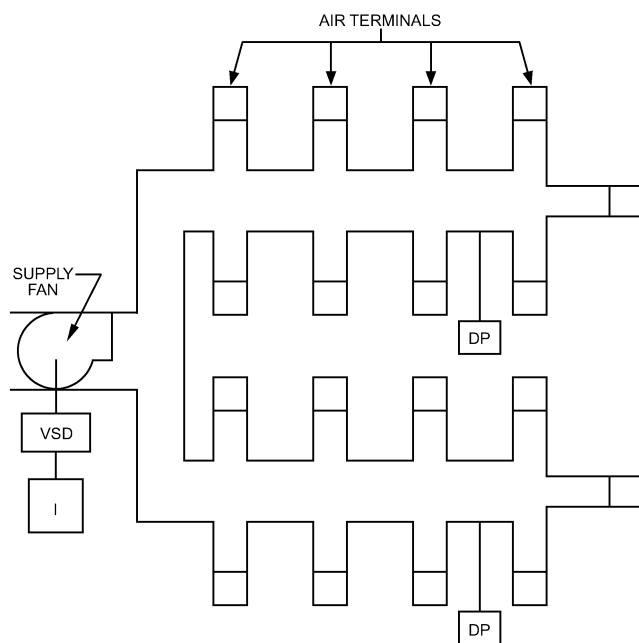 AIR TERMINALS
SUPPLY
FAN
DP
VSD
I
DP